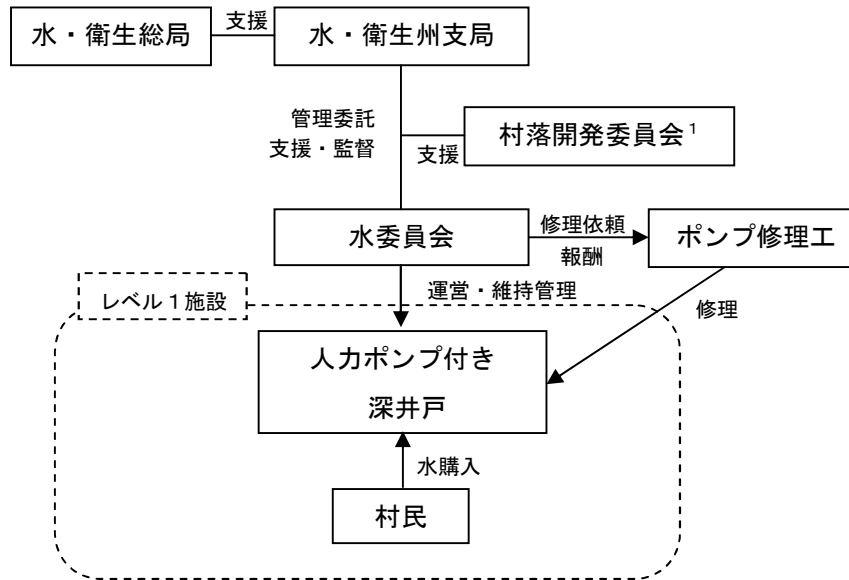 水・衛生総局
支援
水・衛生州支局
管理委託
支援・監督
支援
村落開発委員会¹
水委員会
修理依頼
報酬
ポンプ修理工
レベル１施設
運営・維持管理
修理
人力ポンプ付き
深井戸
水購入
村民